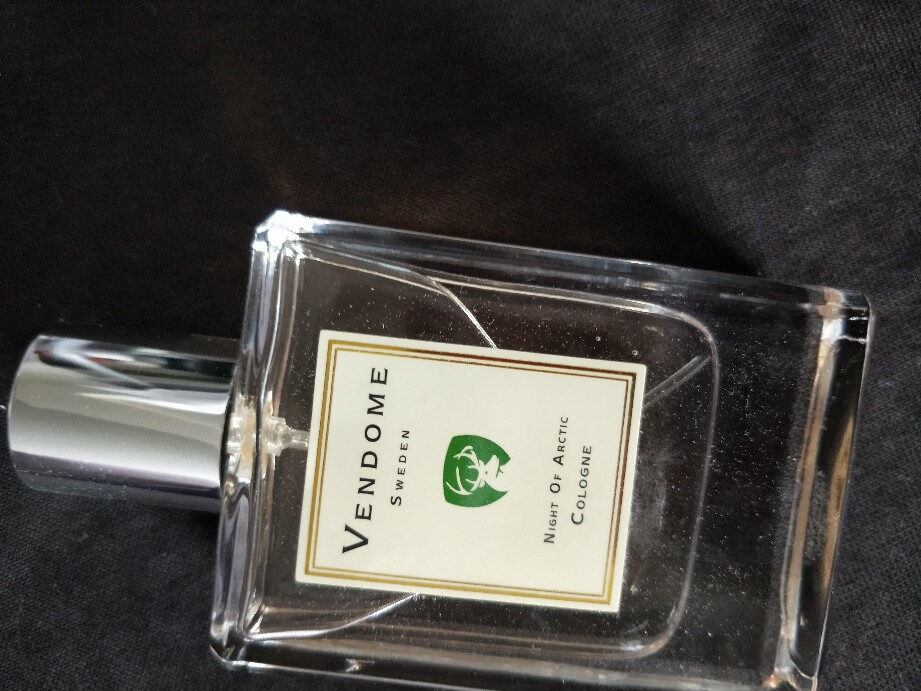 VENDOME
SWEDEN
NIGHT OF ARCTIC
COLOGNE